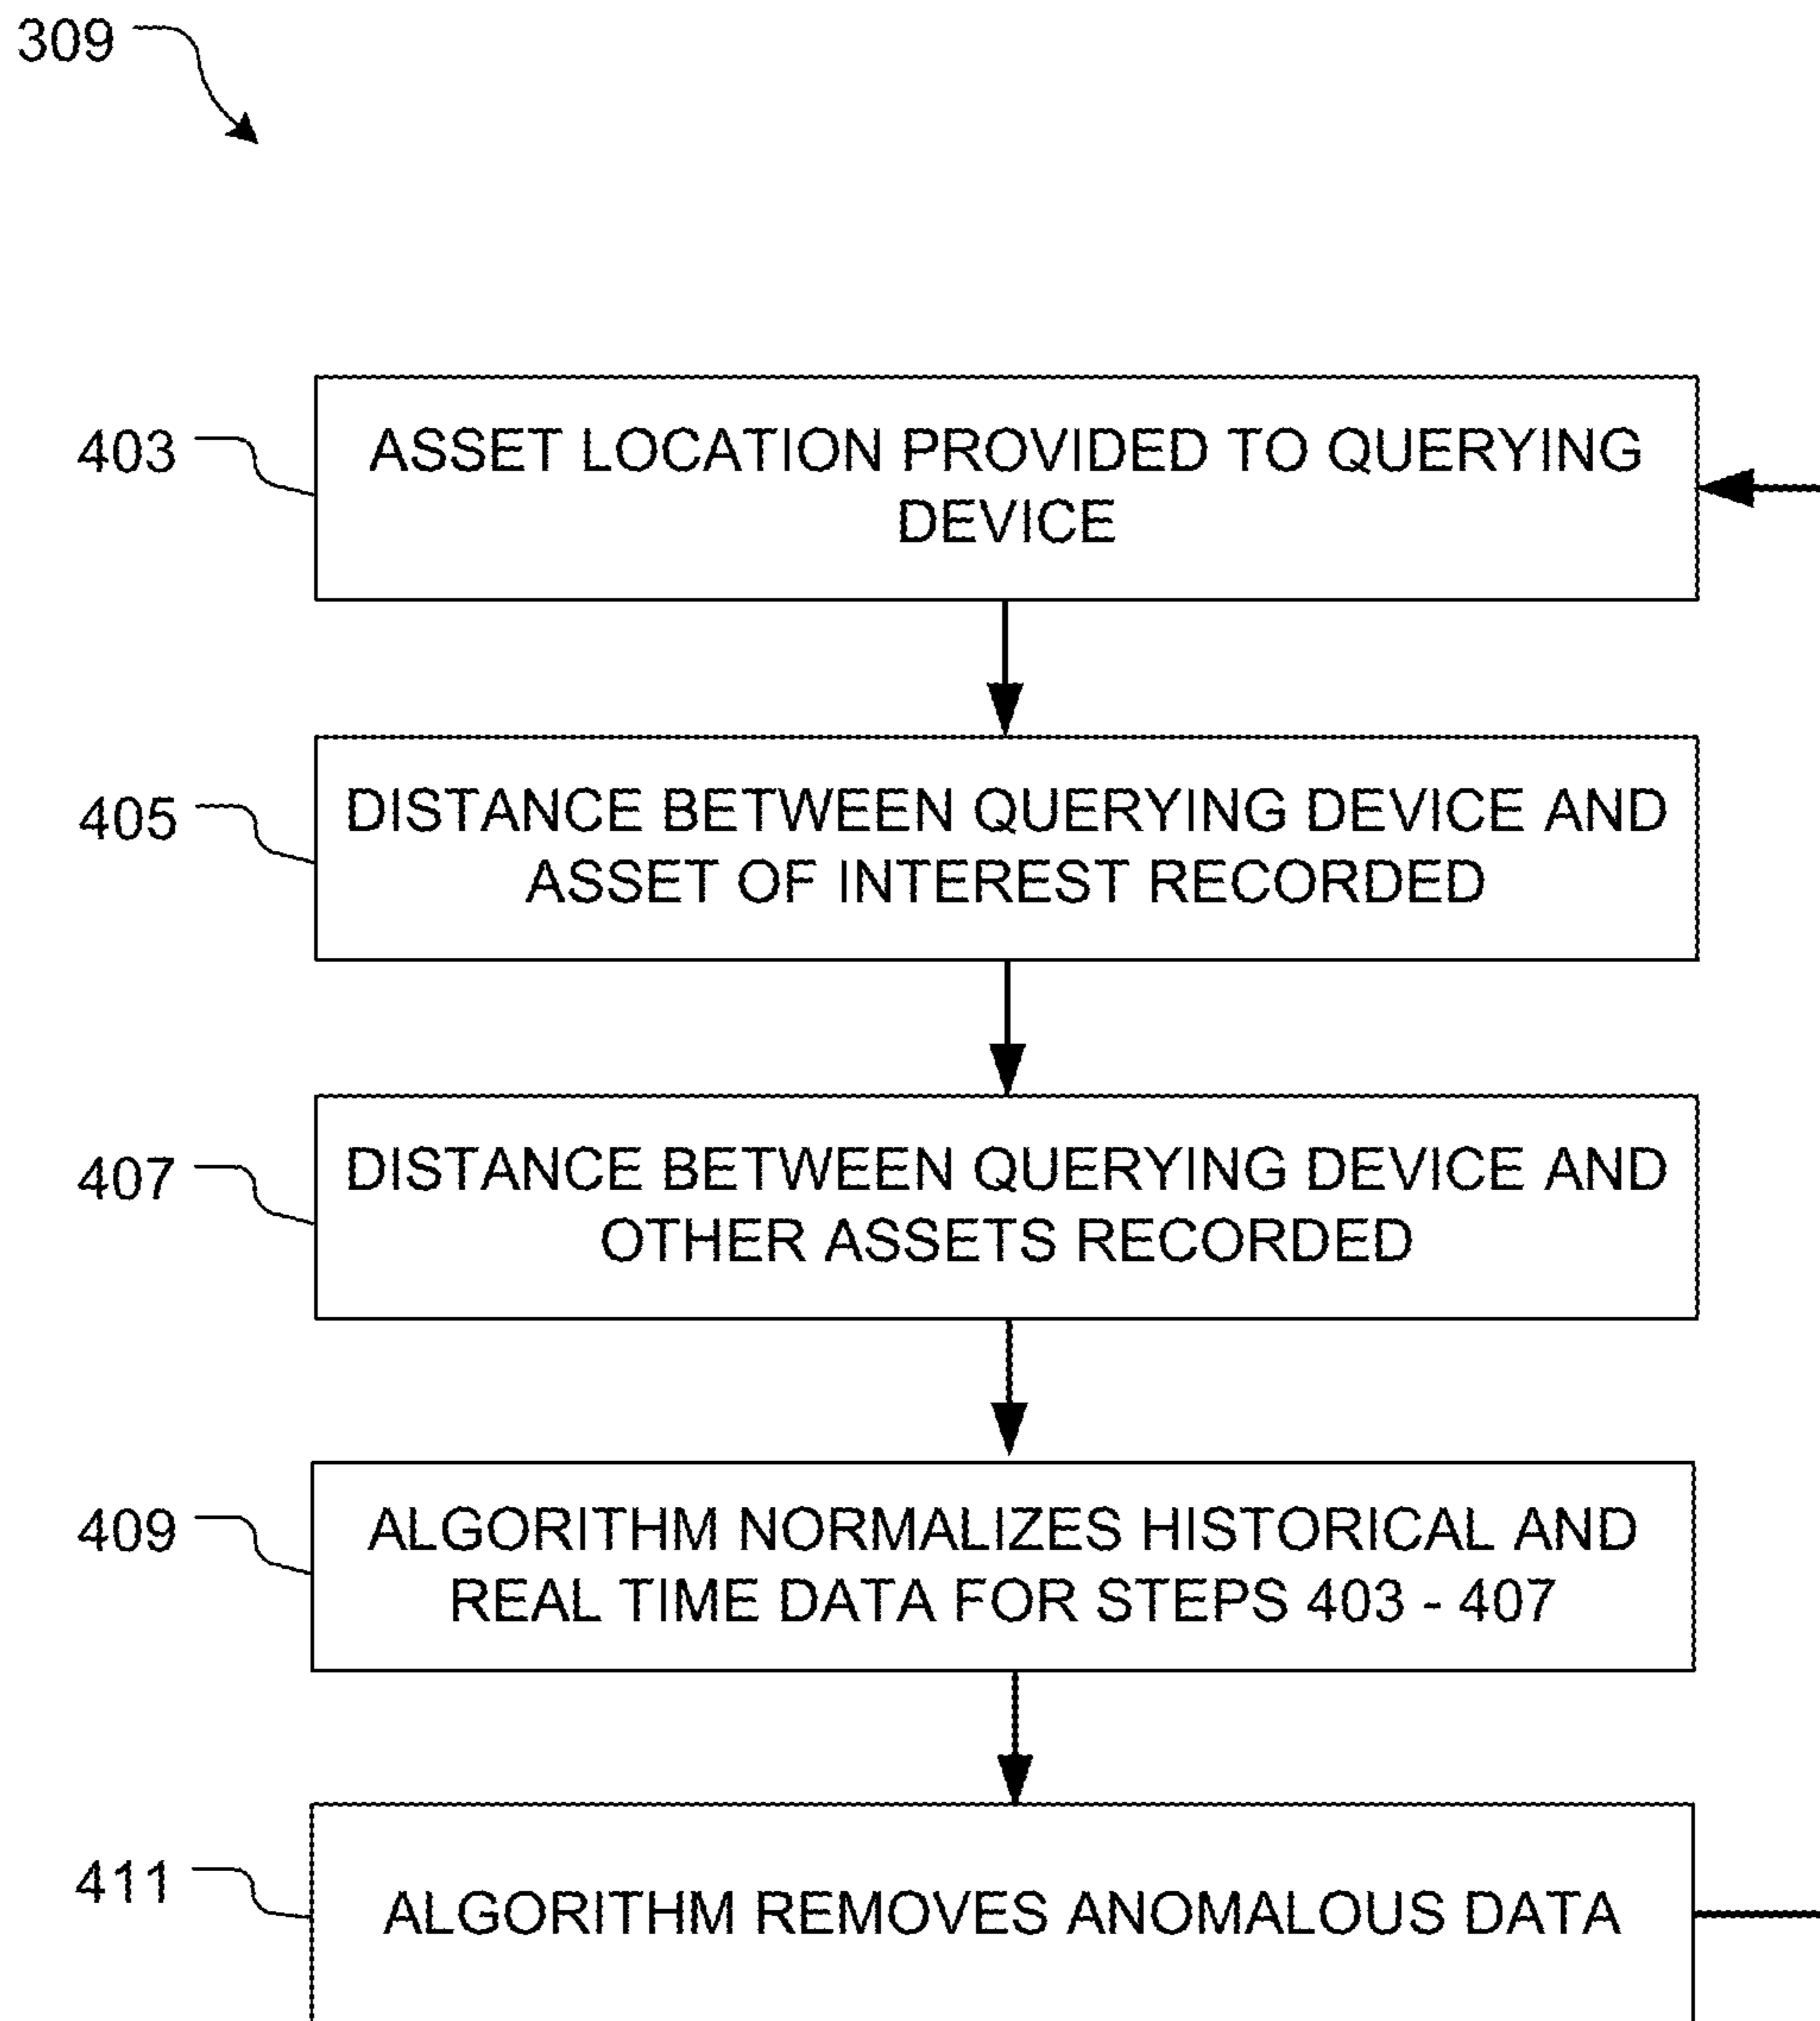 309
403
ASSET LOCATION PROVIDED TO QUERYING
DEVICE
405
DISTANCE BETWEEN QUERYING DEVICE AND
ASSET OF INTEREST RECORDED
407
DISTANCE BETWEEN QUERYING DEVICE AND
OTHER ASSETS RECORDED
409
ALGORITHM NORMALIZES HISTORICAL AND
REAL TIME DATA FOR STEPS 403 - 407
411
ALGORITHM REMOVES ANOMALOUS DATA